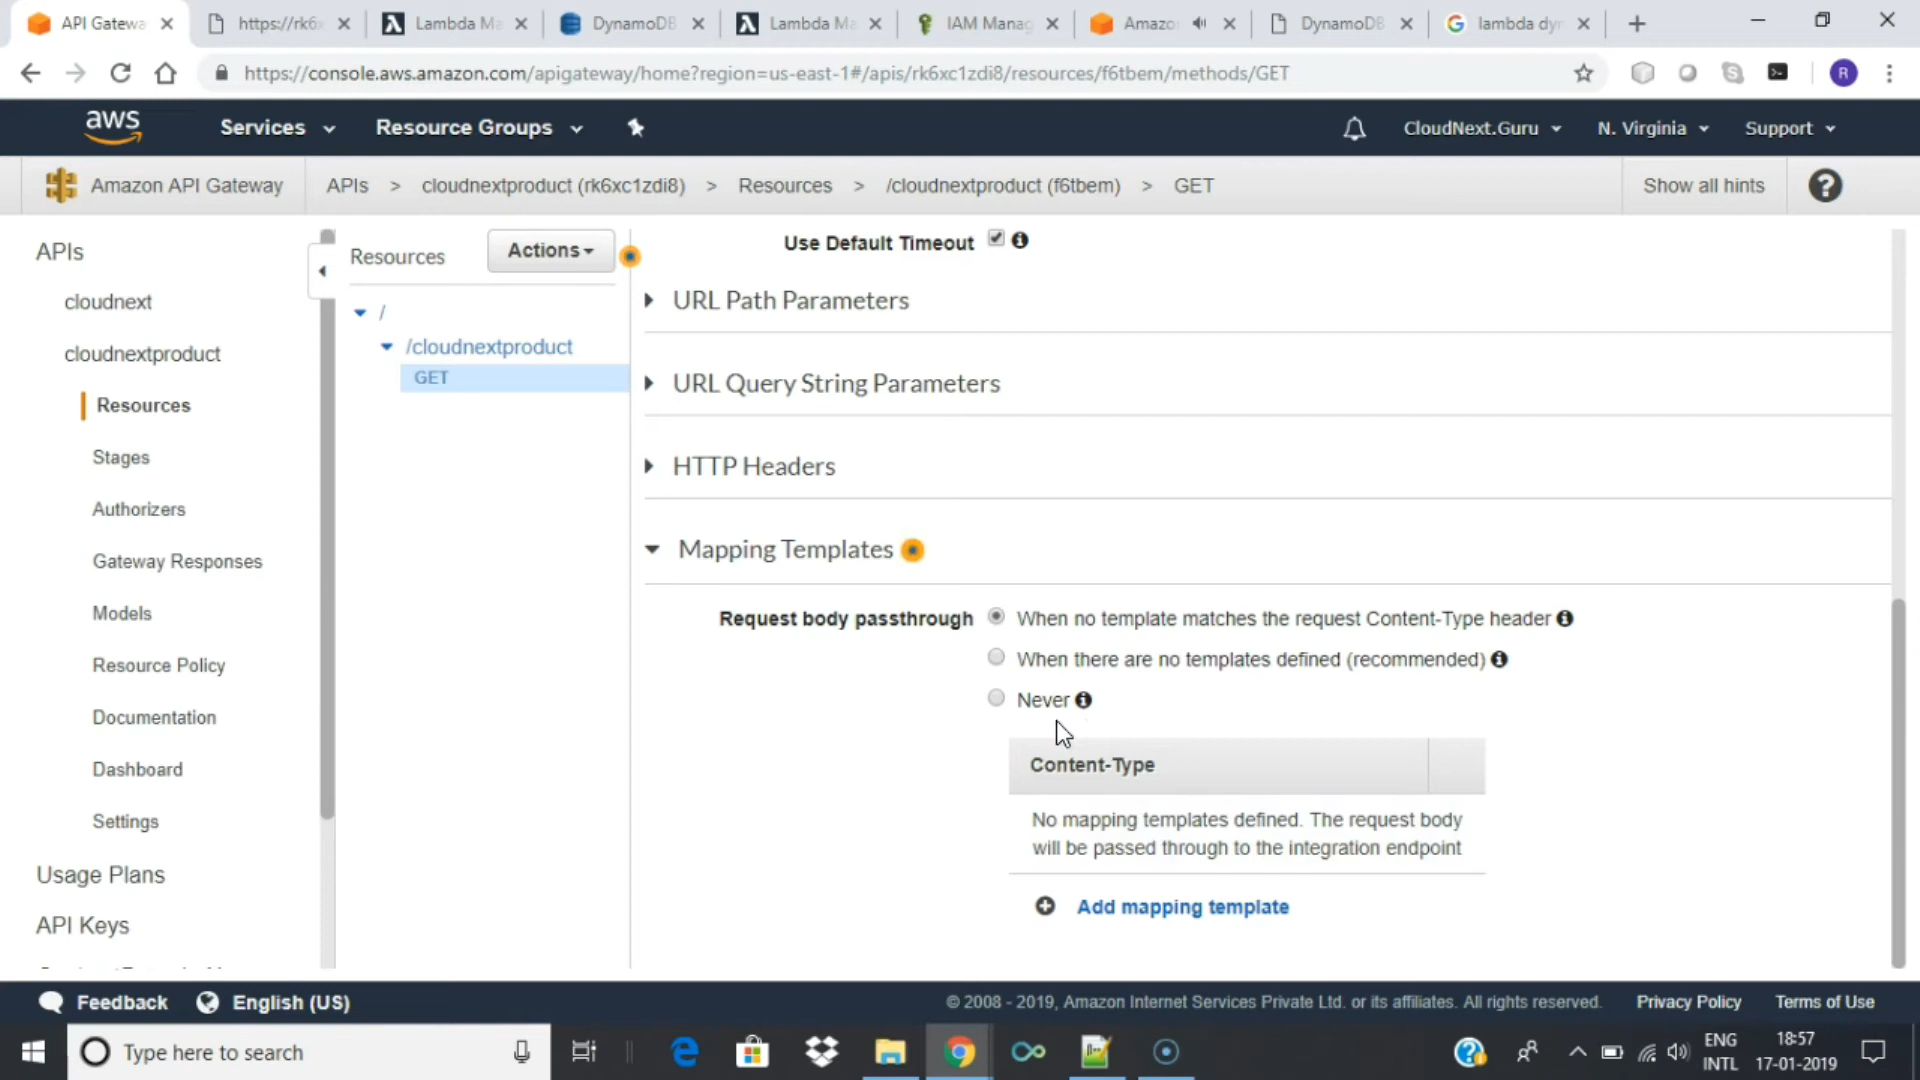 API Gatewa
https://rk6x
Lambda Ma
DynamoDB
Lambda Ma
IAM Manag
Amazo
DynamoDB
lambda dyn
https://console.aws.amazon.com/apigateway/home?region=us-east-1#/apis/rk6xc1zdi8/resources/f6tbem/methods/GET
R
aws
Services
Resource Groups
CloudNext.Guru
N. Virginia
Support
Amazon API Gateway
APIs > cloudnextproduct (rk6xc1zdi8) > Resources > /cloudnextproduct (f6tbem) > GET
Show all hints
APIs
cloudnext
cloudnextproduct
Resources
Stages
Authorizers
Gateway Responses
Models
Resource Policy
Documentation
Dashboard
Settings
Usage Plans
API Keys
Resources
Actions
/
/cloudnextproduct
GET
Use Default Timeout
URL Path Parameters
URL Query String Parameters
HTTP Headers
Mapping Templates
Request body passthrough
When no template matches the request Content-Type header
When there are no templates defined (recommended)
Never
Content-Type
No mapping templates defined. The request body
will be passed through to the integration endpoint
Add mapping template
Feedback
English (US)
© 2008 - 2019, Amazon Internet Services Private Ltd. or its affiliates. All rights reserved.
Privacy Policy
Terms of Use
Type here to search
ENG
INTL
18:57
17-01-2019